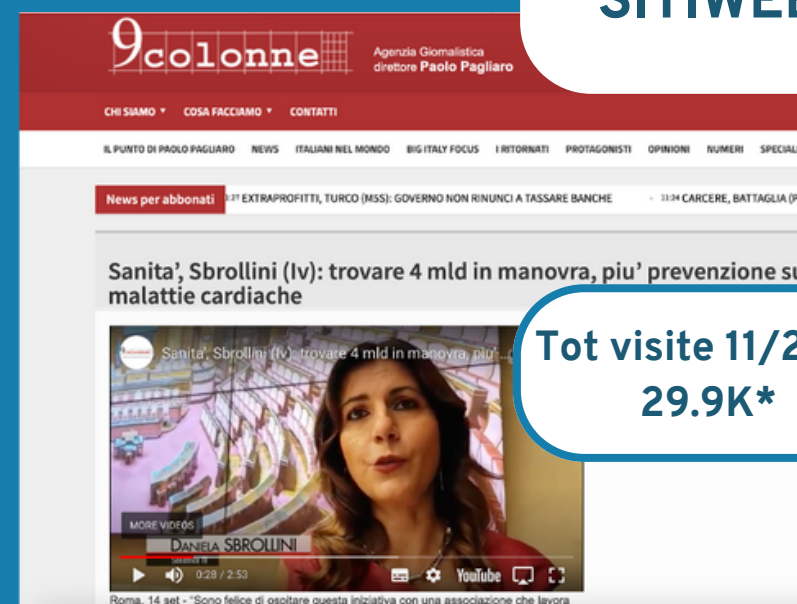 SITIWEB
9colonne
Agenzia Giornalistica
direttore Paolo Pagliaro
CHI SIAMO COSA FACCIAMO CONTATTI
IL PUNTO DI PAOLO PAGLIARO NEWS ITALIANI NEL MONDO BIG ITALY FOCUS I RITORNATI PROTAGONISTI OPINIONI NUMERI SPECIALI
News per abbonati EXTRAPROFITTI, TURCO (M5S): GOVERNO NON RINUNCI A TASSARE BANCHE - 11:24 CARCERE, BATTAGLIA (P
Sanita', Sbrollini (Iv): trovare 4 mld in manovra, piu' prevenzione su
malattie cardiache
Sanita', Sbrollini (Iv): trovare 4 mld in manovra, piu'...
Tot visite 11/2
29.9K*
MORE VIDEOS
DANIELA SBROLLINI
0:28 / 2:53 YouTube
Roma, 14 set - "Sono felice di ospitare questa iniziativa con una associazione che lavora